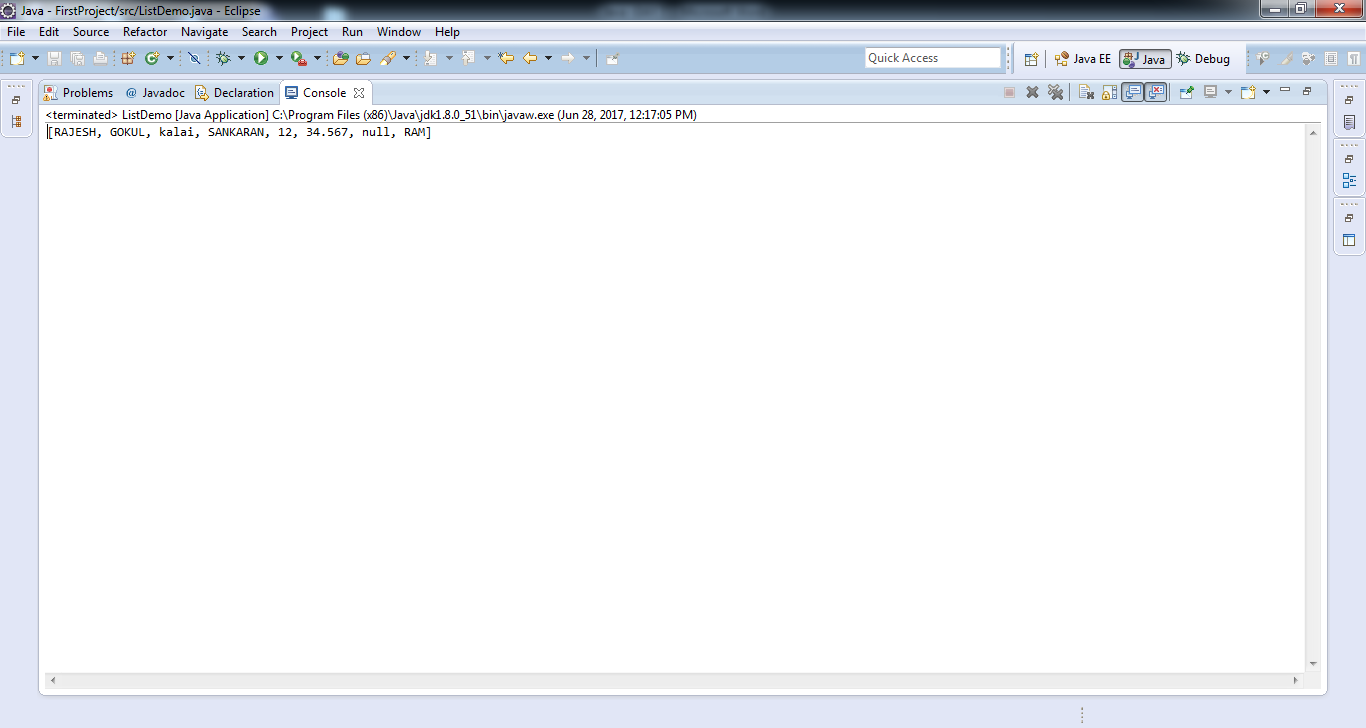 Java - FirstProject/src/ListDemo.java - Eclipse
File Edit Source Refactor Navigate Search Project Run Window Help
Quick Access Java EE Java Debug
Problems @ Javadoc Declaration Console
<terminated> ListDemo [Java Application] C:\Program Files (x86)\Java\jdk1.8.0_51\bin\javaw.exe (Jun 28, 2017, 12:17:05 PM)
[RAJESH, GOKUL, kalai, SANKARAN, 12, 34.567, null, RAM]